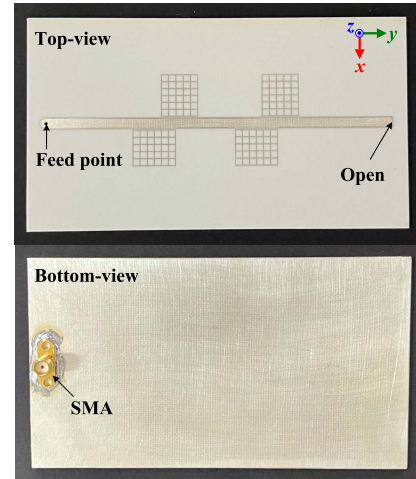 Top-view
z
y
x
Feed point
Open
Bottom-view
SMA